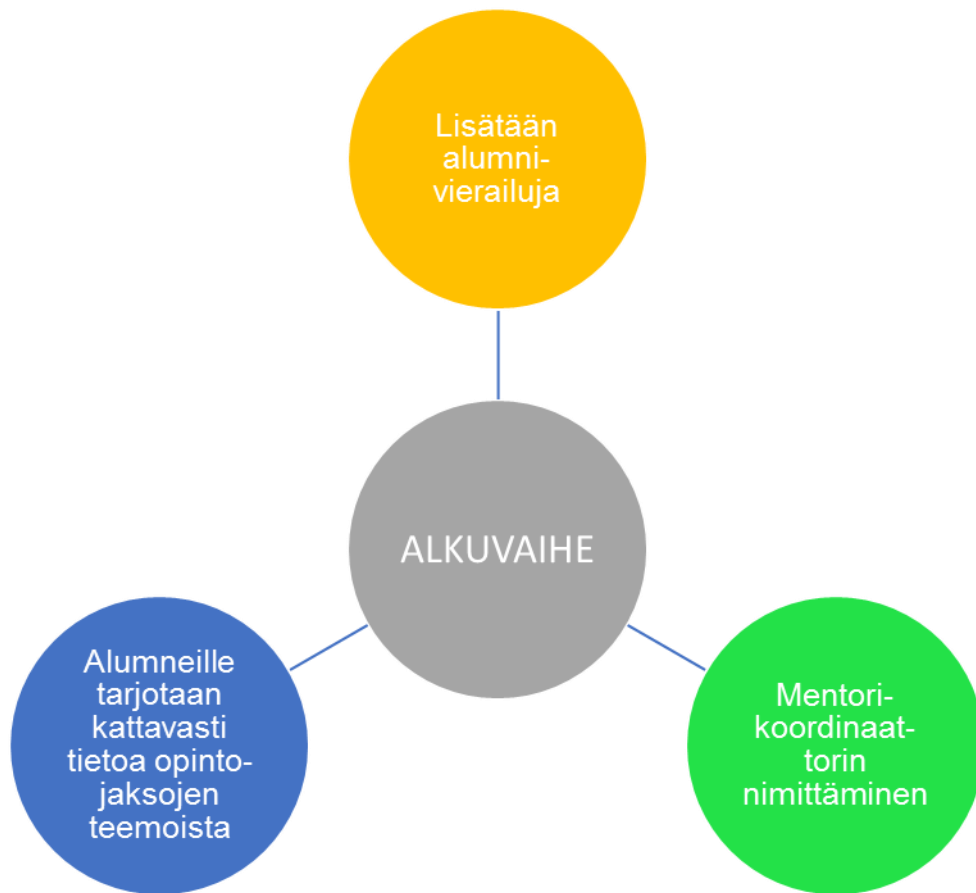 Lisätään
alumni-
vierailuja
ALKUVAIHE
Alumneille
tarjotaan
kattavasti
tietoa opinto-
jaksojen
teemoista
Mentori-
koordinaat-
torin
nimittäminen